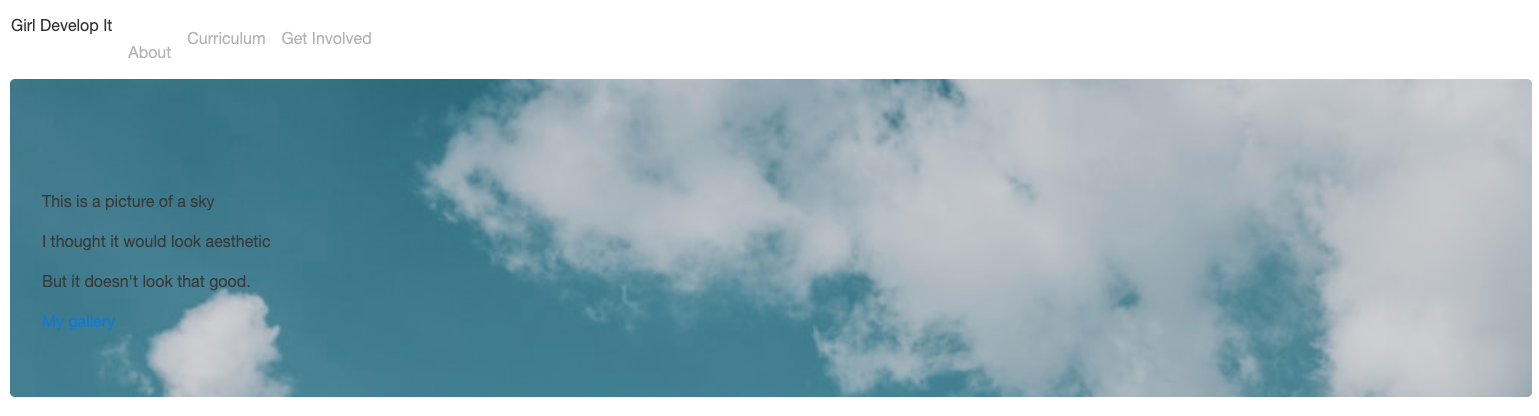 Girl Develop It
About
Curriculum
Get Involved
This is a picture of a sky
I thought it would look aesthetic
But it doesn't look that good.
My gallery